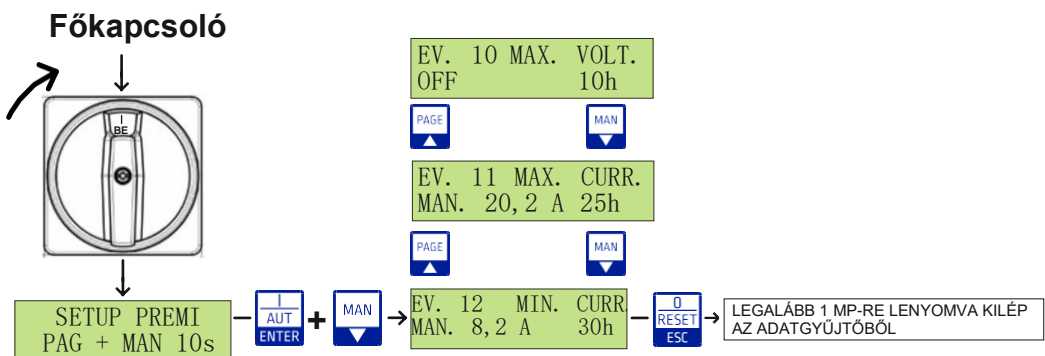 Főkapcsoló
EV. 10 MAX. VOLT.
OFF 10h
PAGE
MAN
I
BE
EV. 11 MAX. CURR.
MAN. 20,2 A 25h
PAGE
MAN
SETUP PREMI
PAG + MAN 10s
I
AUT
ENTER
+
MAN
EV. 12 MIN. CURR.
MAN. 8,2 A 30h
0
RESET
ESC
LEGALÁBB 1 MP-RE LENYOMVA KILÉP
AZ ADATGYŰJTŐBŐL